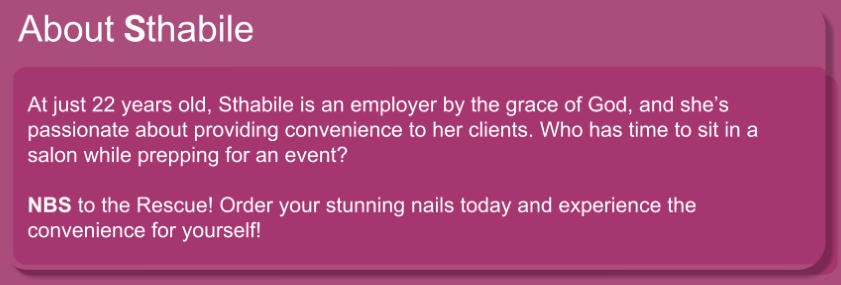 About Sthabile
At just 22 years old, Sthabile is an employer by the grace of God, and she's
passionate about providing convenience to her clients. Who has time to sit in a
salon while prepping for an event?
NBS to the Rescue! Order your stunning nails today and experience the
convenience for yourself!